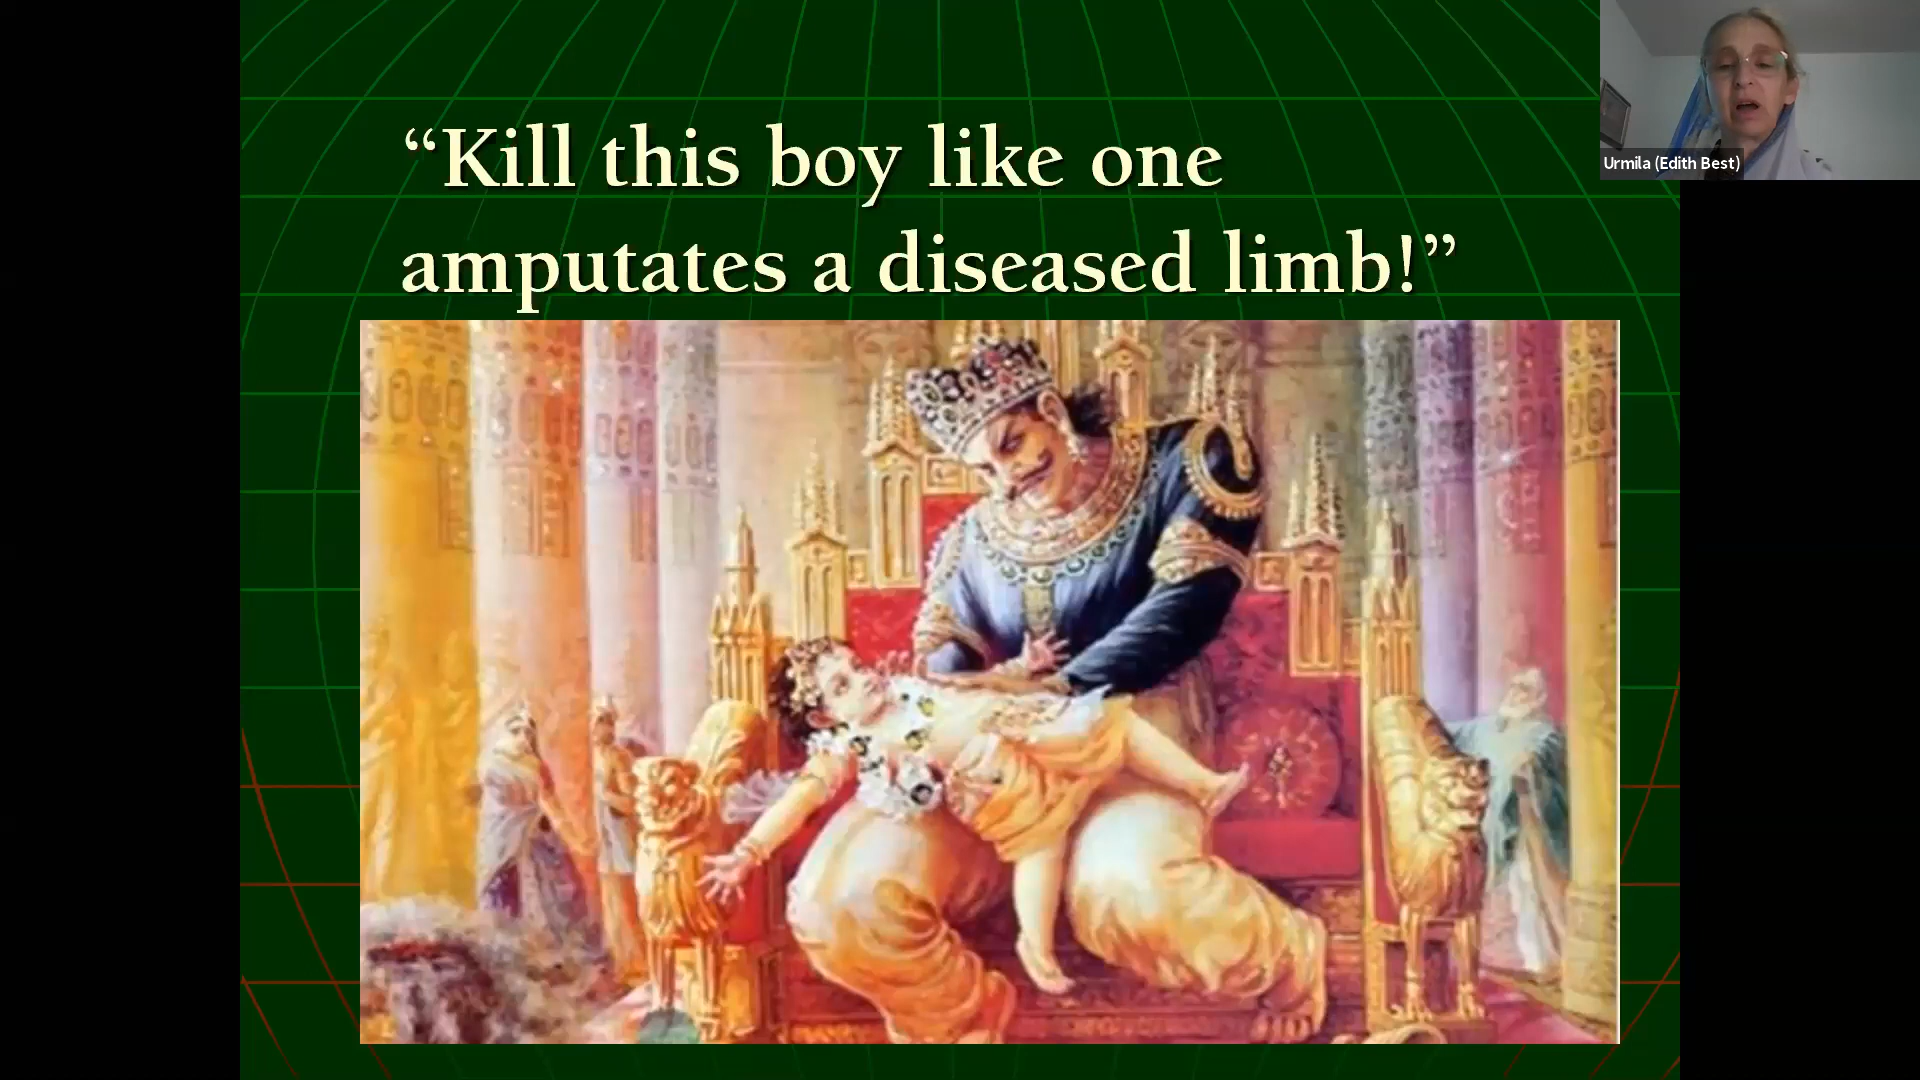 “Kill this boy like one
amputates a diseased limb!”
Urmila (Edith Best)